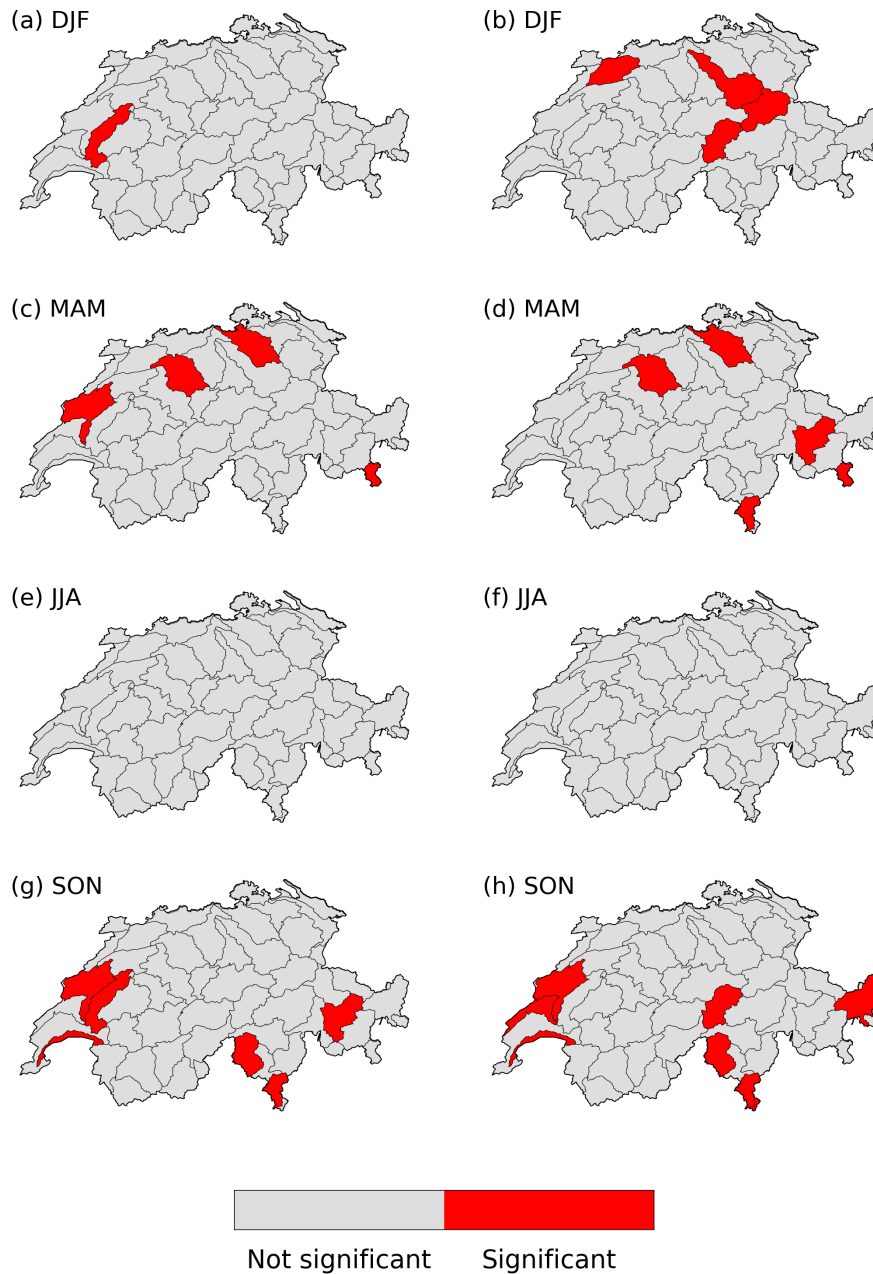 (a) DJF
(b) DJF
(c) MAM
(d) MAM
(e) JJA
(f) JJA
(g) SON
(h) SON
Not significant
Significant